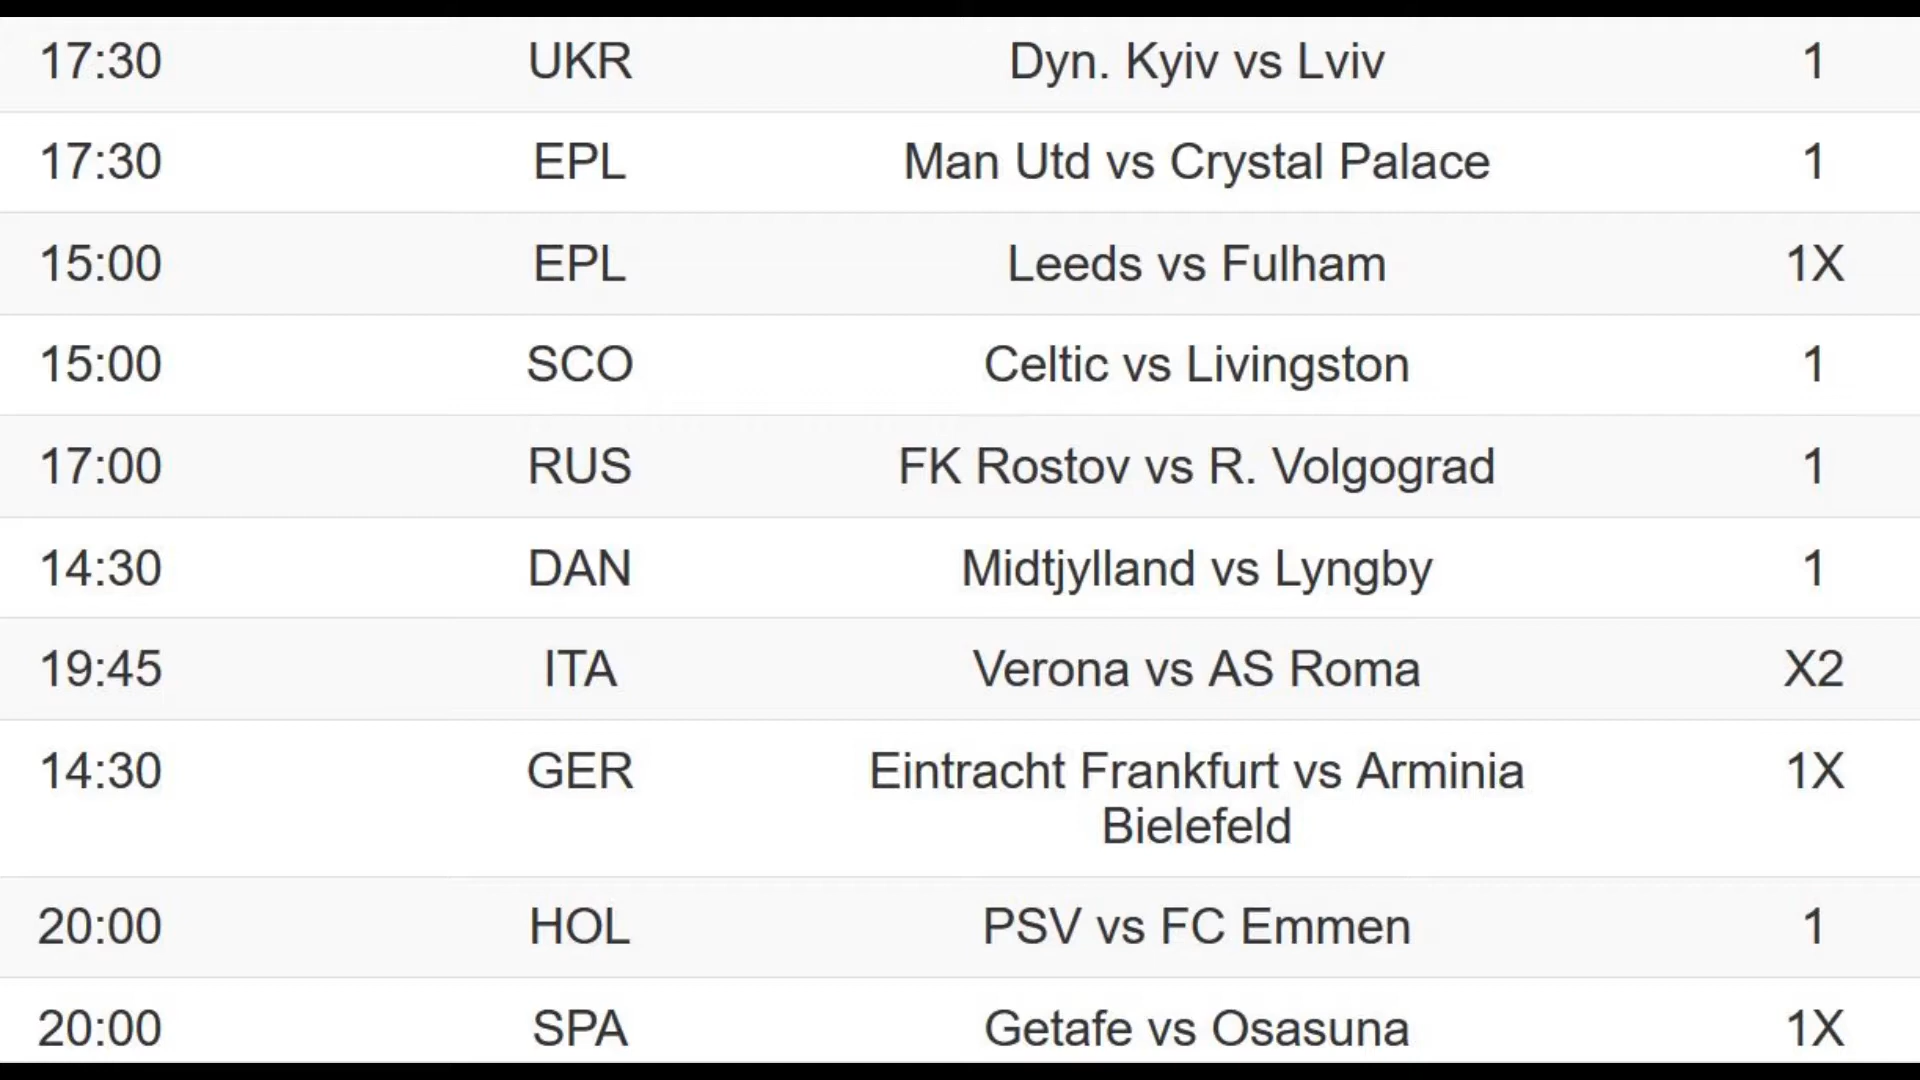 17:30 UKR Dyn. Kyiv vs Lviv 1
17:30 EPL Man Utd vs Crystal Palace 1
15:00 EPL Leeds vs Fulham 1X
15:00 SCO Celtic vs Livingston 1
17:00 RUS FK Rostov vs R. Volgograd 1
14:30 DAN Midtjylland vs Lyngby 1
19:45 ITA Verona vs AS Roma X2
14:30 GER Eintracht Frankfurt vs Arminia 1X
Bielefeld
20:00 HOL PSV vs FC Emmen 1
20:00 SPA Getafe vs Osasuna 1X